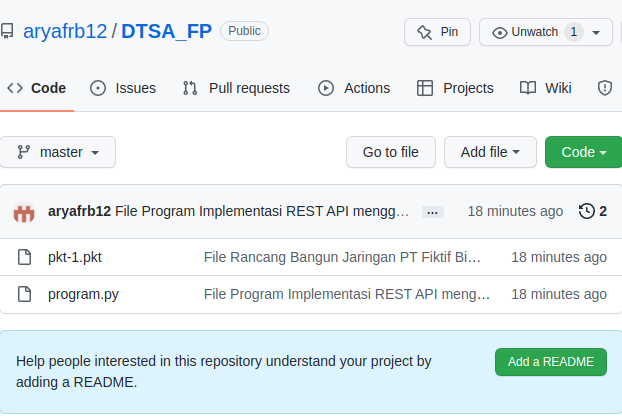 aryafrb12 / DTSA_FP Public Pin Unwatch 1
Code Issues Pull requests Actions Projects Wiki
master Go to file Add file Code
aryafrb12 File Program Implementasi REST API mengg… ... 18 minutes ago 2
pkt-1.pkt File Rancang Bangun Jaringan PT Fiktif Bi… 18 minutes ago
program.py File Program Implementasi REST API meng… 18 minutes ago
Help people interested in this repository understand your project by
adding a README.
Add a README